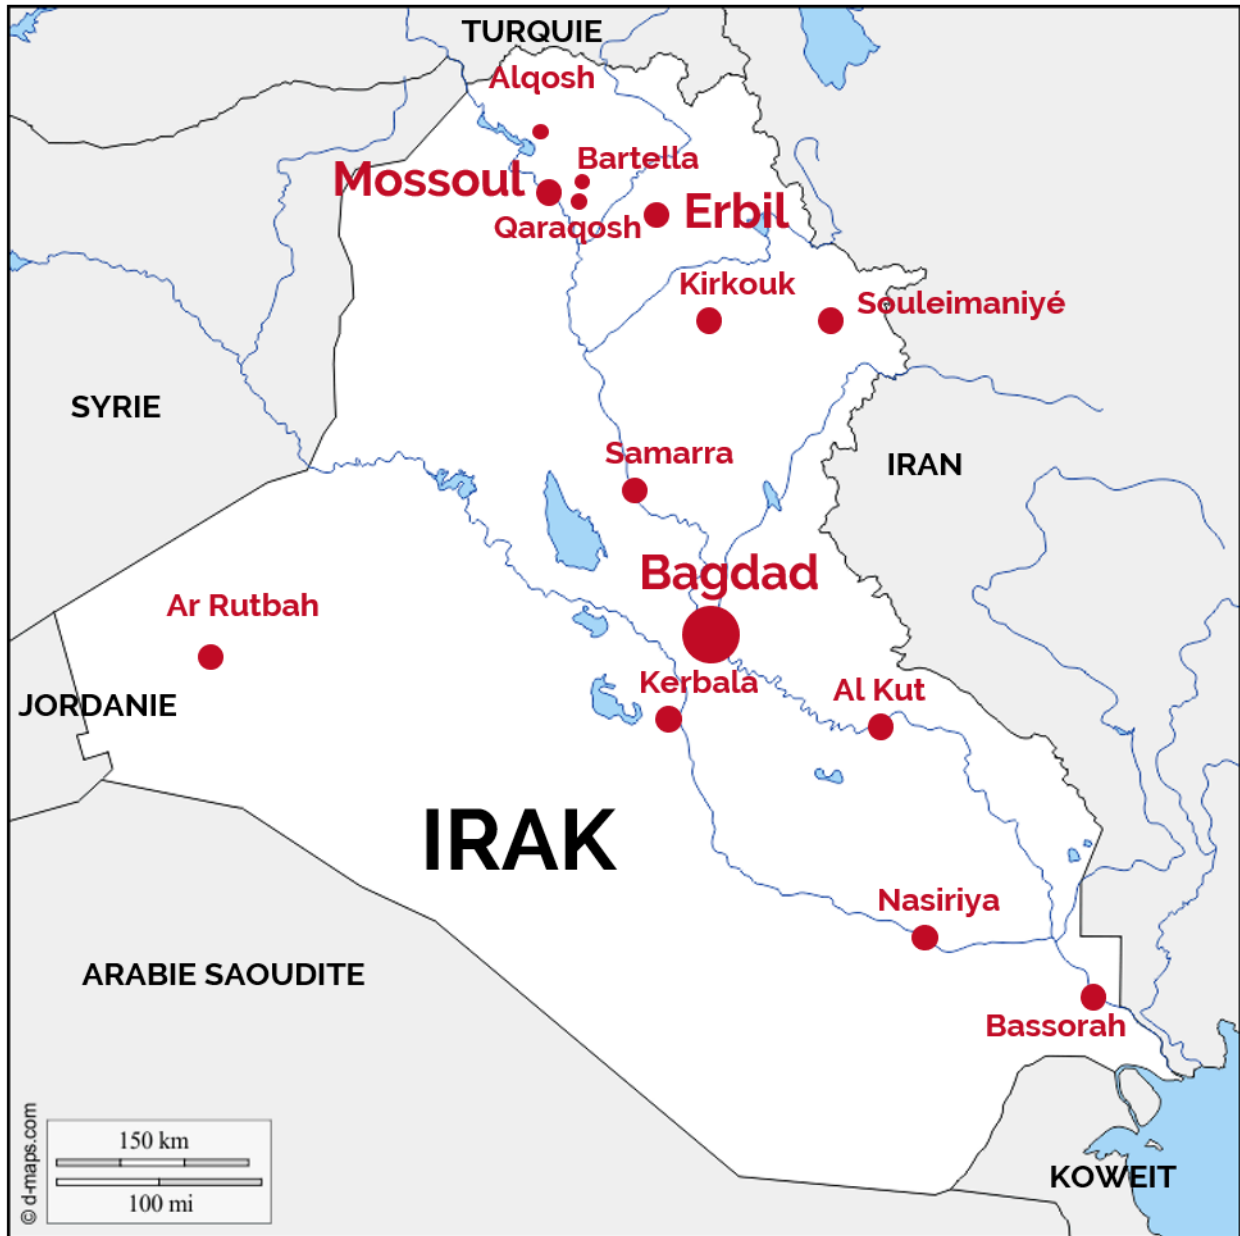 TURQUIE
Alqosh
Bartella
Mossoul
Erbil
Qaraqosh
Kirkouk
Souleimaniyé
SYRIE
Samarra
IRAN
Bagdad
Ar Rutbah
Kerbala
Al Kut
JORDANIE
IRAK
Nasiriya
ARABIE SAOUDITE
Bassorah
150 km
100 mi
KOWEIT
© d-maps.com